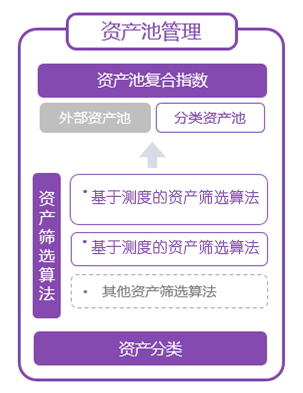 资产池管理
资产池复合指数
外部资产池 分类资产池
资产筛选算法
• 基于测度的资产筛选算法
• 基于测度的资产筛选算法
• 其他资产筛选算法
资产分类